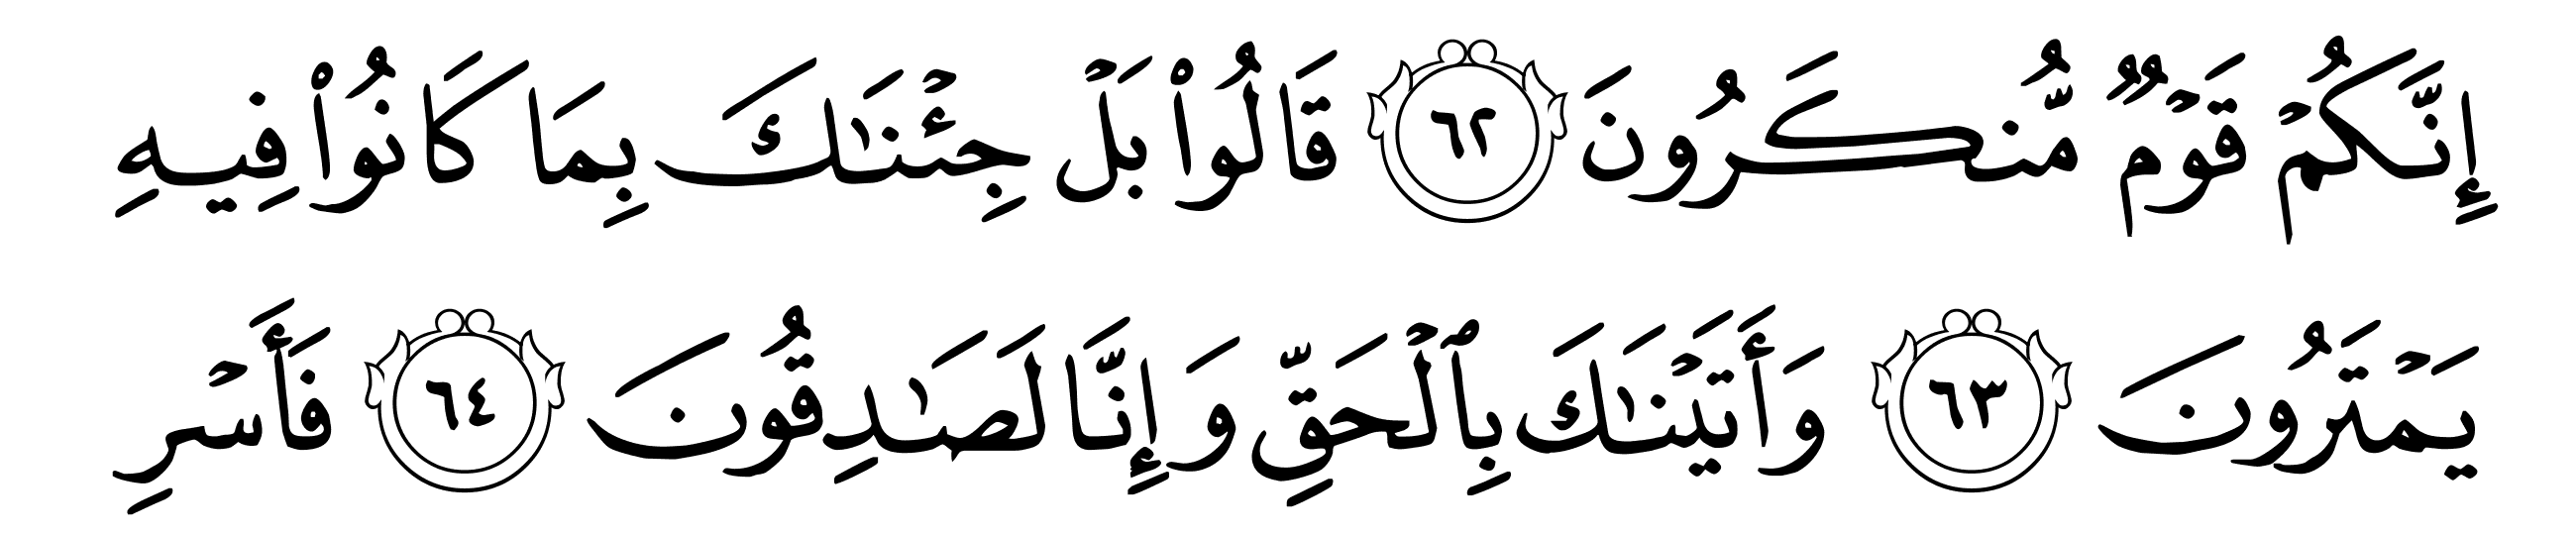 إِنَّكُمْ قَوْمٌ مُّنكَرُونَ ٦٢ قَالُوا۟ بَلْ جِئْنَـٰكَ بِمَا كَانُوا۟ فِيهِ
يَمْتَرُونَ ٦٣ وَأَتَيْنَـٰكَ بِٱلْحَقِّ وَإِنَّا لَصَـٰدِقُونَ ٦٤ فَأَسْرِ